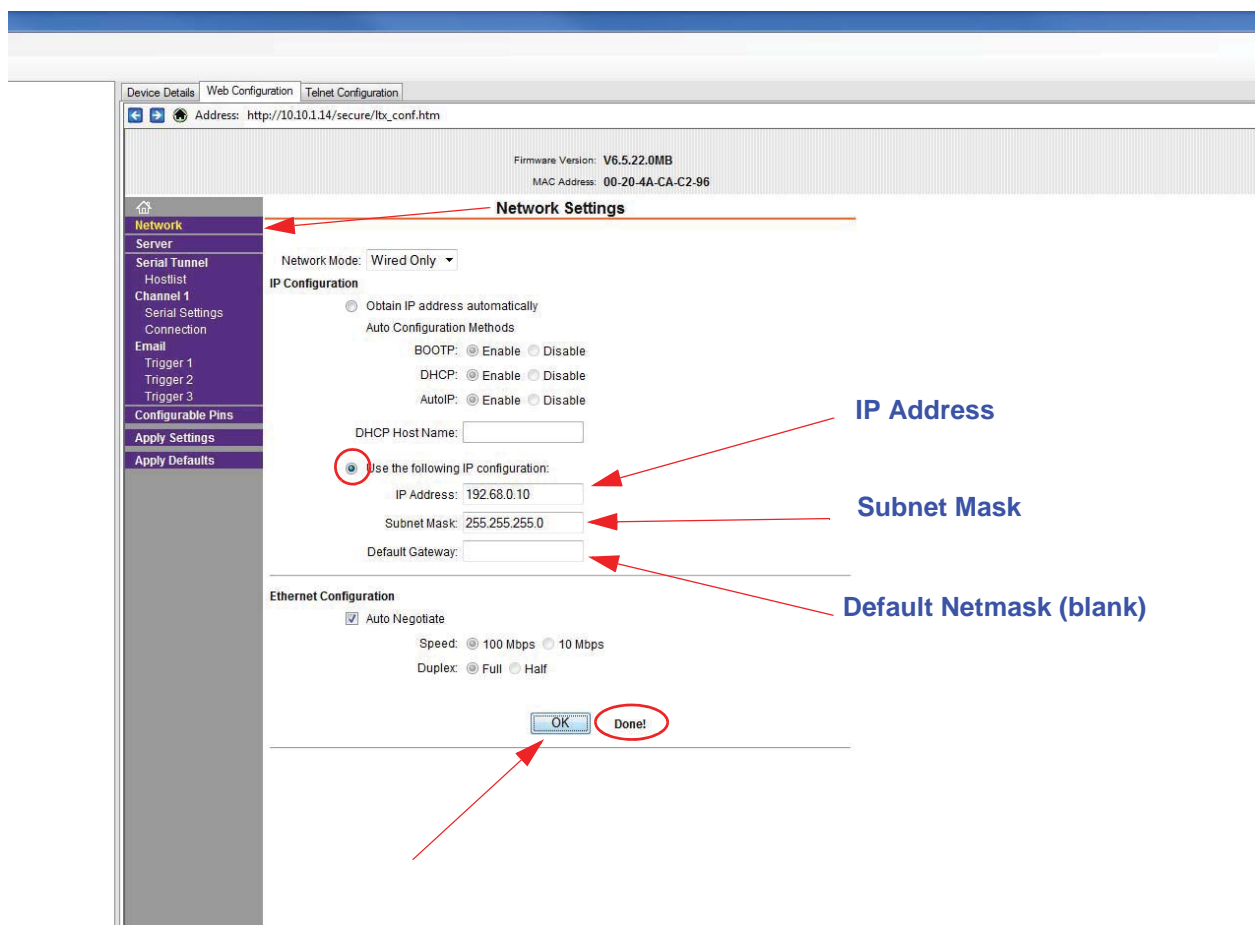 Device Details Web Configuration Telnet Configuration
Address: http://10.10.1.14/secure/ltx_conf.htm
Firmware Version: V6.5.22.0MB
MAC Address: 00-20-4A-CA-C2-96
Network
Server
Serial Tunnel
Hostlist
Channel 1
Serial Settings
Connection
Email
Trigger 1
Trigger 2
Trigger 3
Configurable Pins
Apply Settings
Apply Defaults
Network Settings
Network Mode: Wired Only
IP Configuration
Obtain IP address automatically
Auto Configuration Methods
BOOTP: Enable Disable
DHCP: Enable Disable
AutoIP: Enable Disable
DHCP Host Name:
Use the following IP configuration:
IP Address: 192.68.0.10
Subnet Mask: 255.255.255.0
Default Gateway:
Ethernet Configuration
Auto Negotiate
Speed: 100 Mbps 10 Mbps
Duplex: Full Half
OK Done!
IP Address
Subnet Mask
Default Netmask (blank)